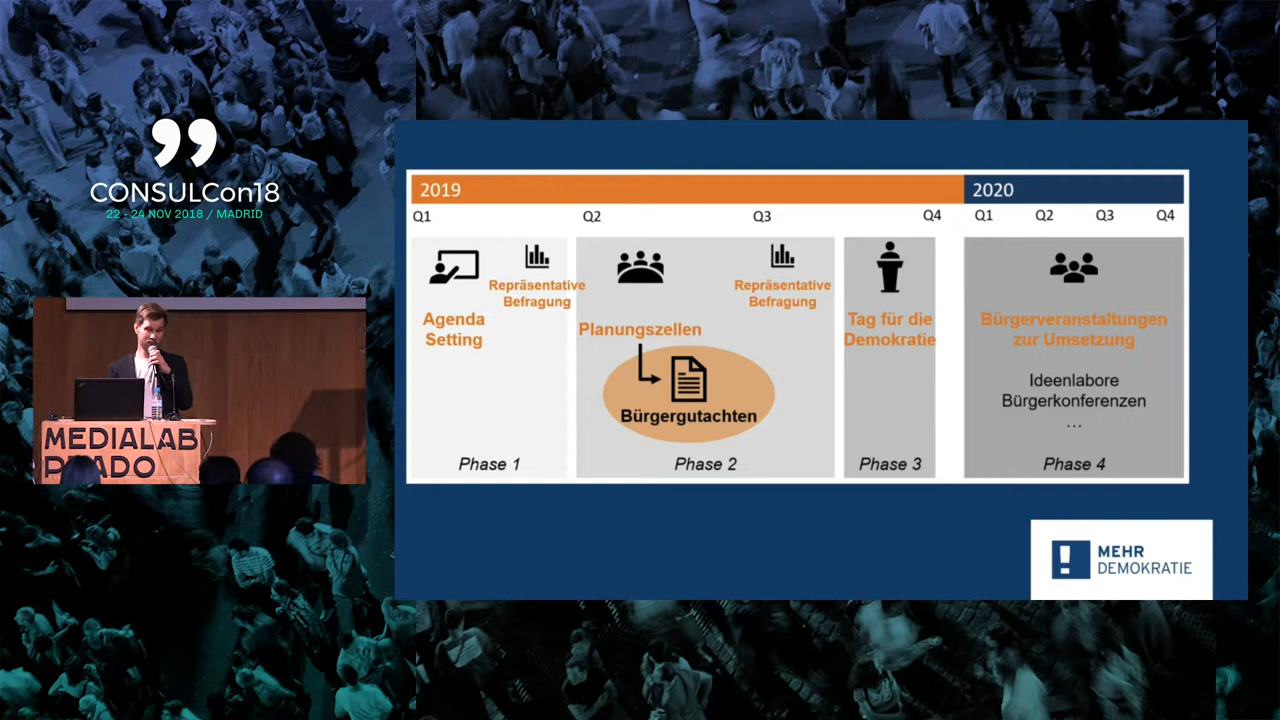 CONSULCon18
22 - 24 NOV 2018 / MADRID
MEDIALAB
PRADO
2019
2020
Q1
Q2
Q3
Q4
Q1
Q2
Q3
Q4
Repräsentative
Befragung
Repräsentative
Befragung
Agenda
Setting
Planungszellen
Bürgergutachten
Tag für die
Demokratie
Bürgerveranstaltungen
zur Umsetzung
Ideenlabore
Bürgerkonferenzen
...
Phase 1
Phase 2
Phase 3
Phase 4
MEHR
DEMOKRATIE